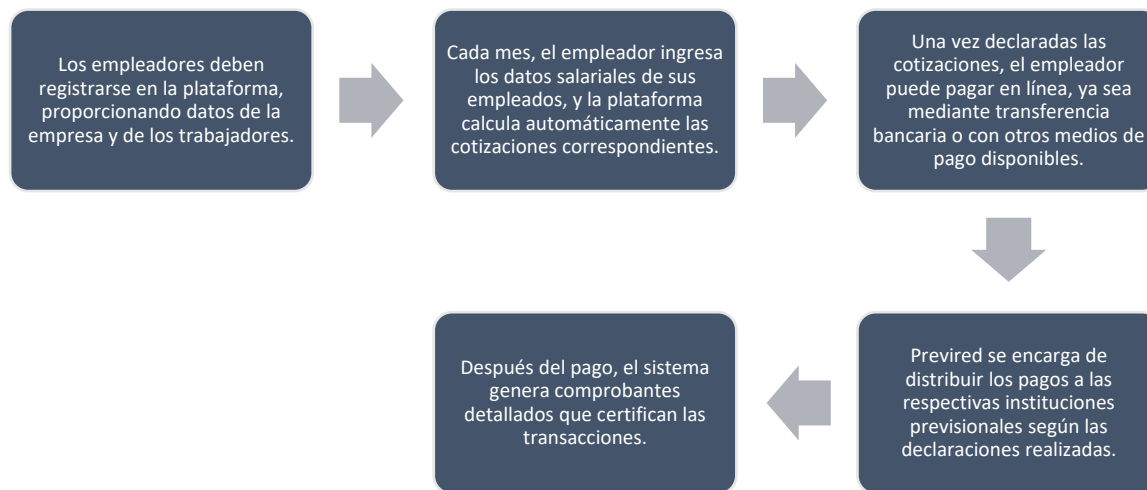 Los empleadores deben
registrarse en la plataforma,
proporcionando datos de la
empresa y de los trabajadores.
Cada mes, el empleador ingresa
los datos salariales de sus
empleados, y la plataforma
calcula automáticamente las
cotizaciones correspondientes.
Una vez declaradas las
cotizaciones, el empleador
puede pagar en línea, ya sea
mediante transferencia
bancaria o con otros medios de
pago disponibles.
Previred se encarga de
distribuir los pagos a las
respectivas instituciones
previsionales según las
declaraciones realizadas.
Después del pago, el sistema
genera comprobantes
detallados que certifican las
transacciones.